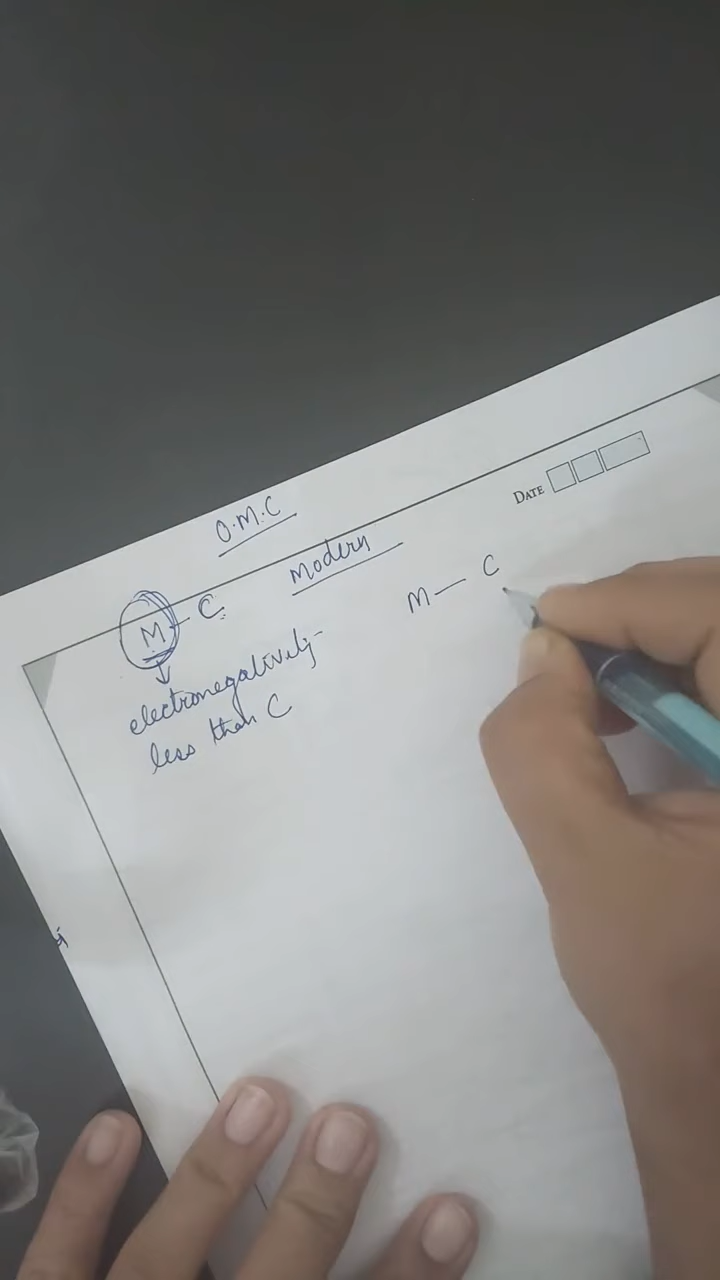 O.M.C
DATE
Modern
M - C
M - C
electronegativity
less than C